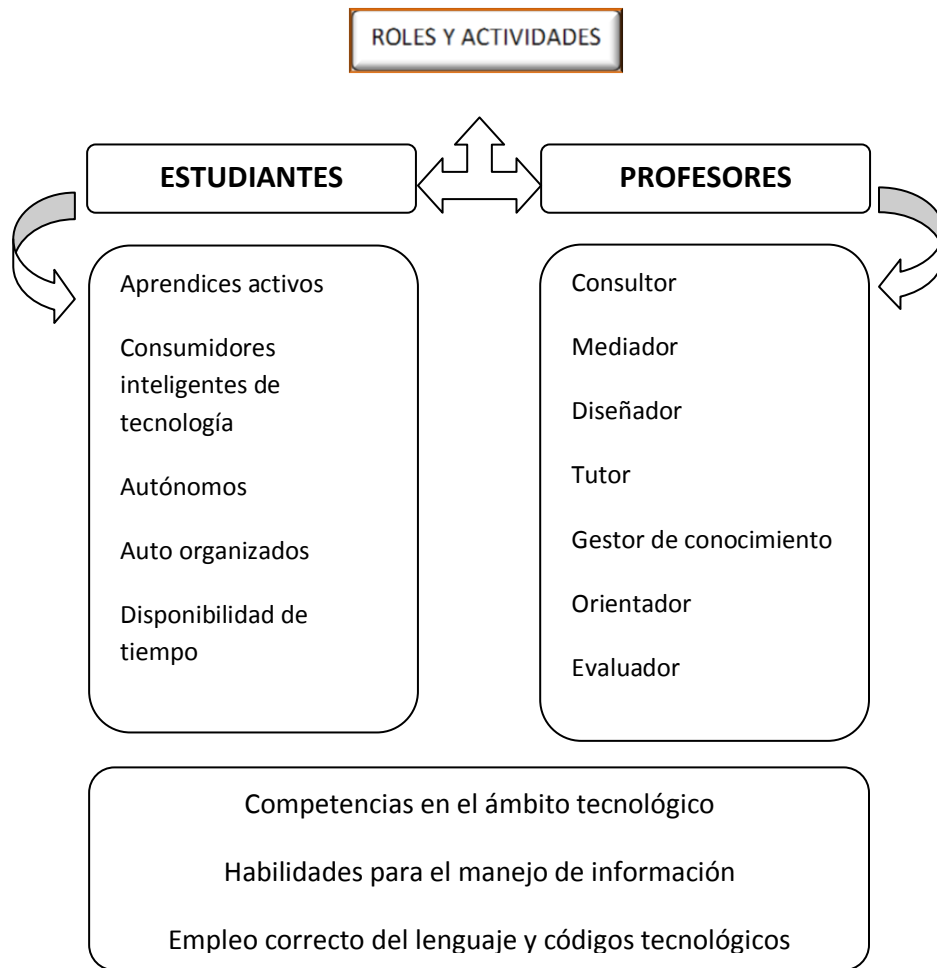 ROLES Y ACTIVIDADES
ESTUDIANTES
PROFESORES
Aprendices activos
Consumidores
inteligentes de
tecnología
Autónomos
Auto organizados
Disponibilidad de
tiempo
Consultor
Mediador
Diseñador
Tutor
Gestor de conocimiento
Orientador
Evaluador
Competencias en el ámbito tecnológico
Habilidades para el manejo de información
Empleo correcto del lenguaje y códigos tecnológicos